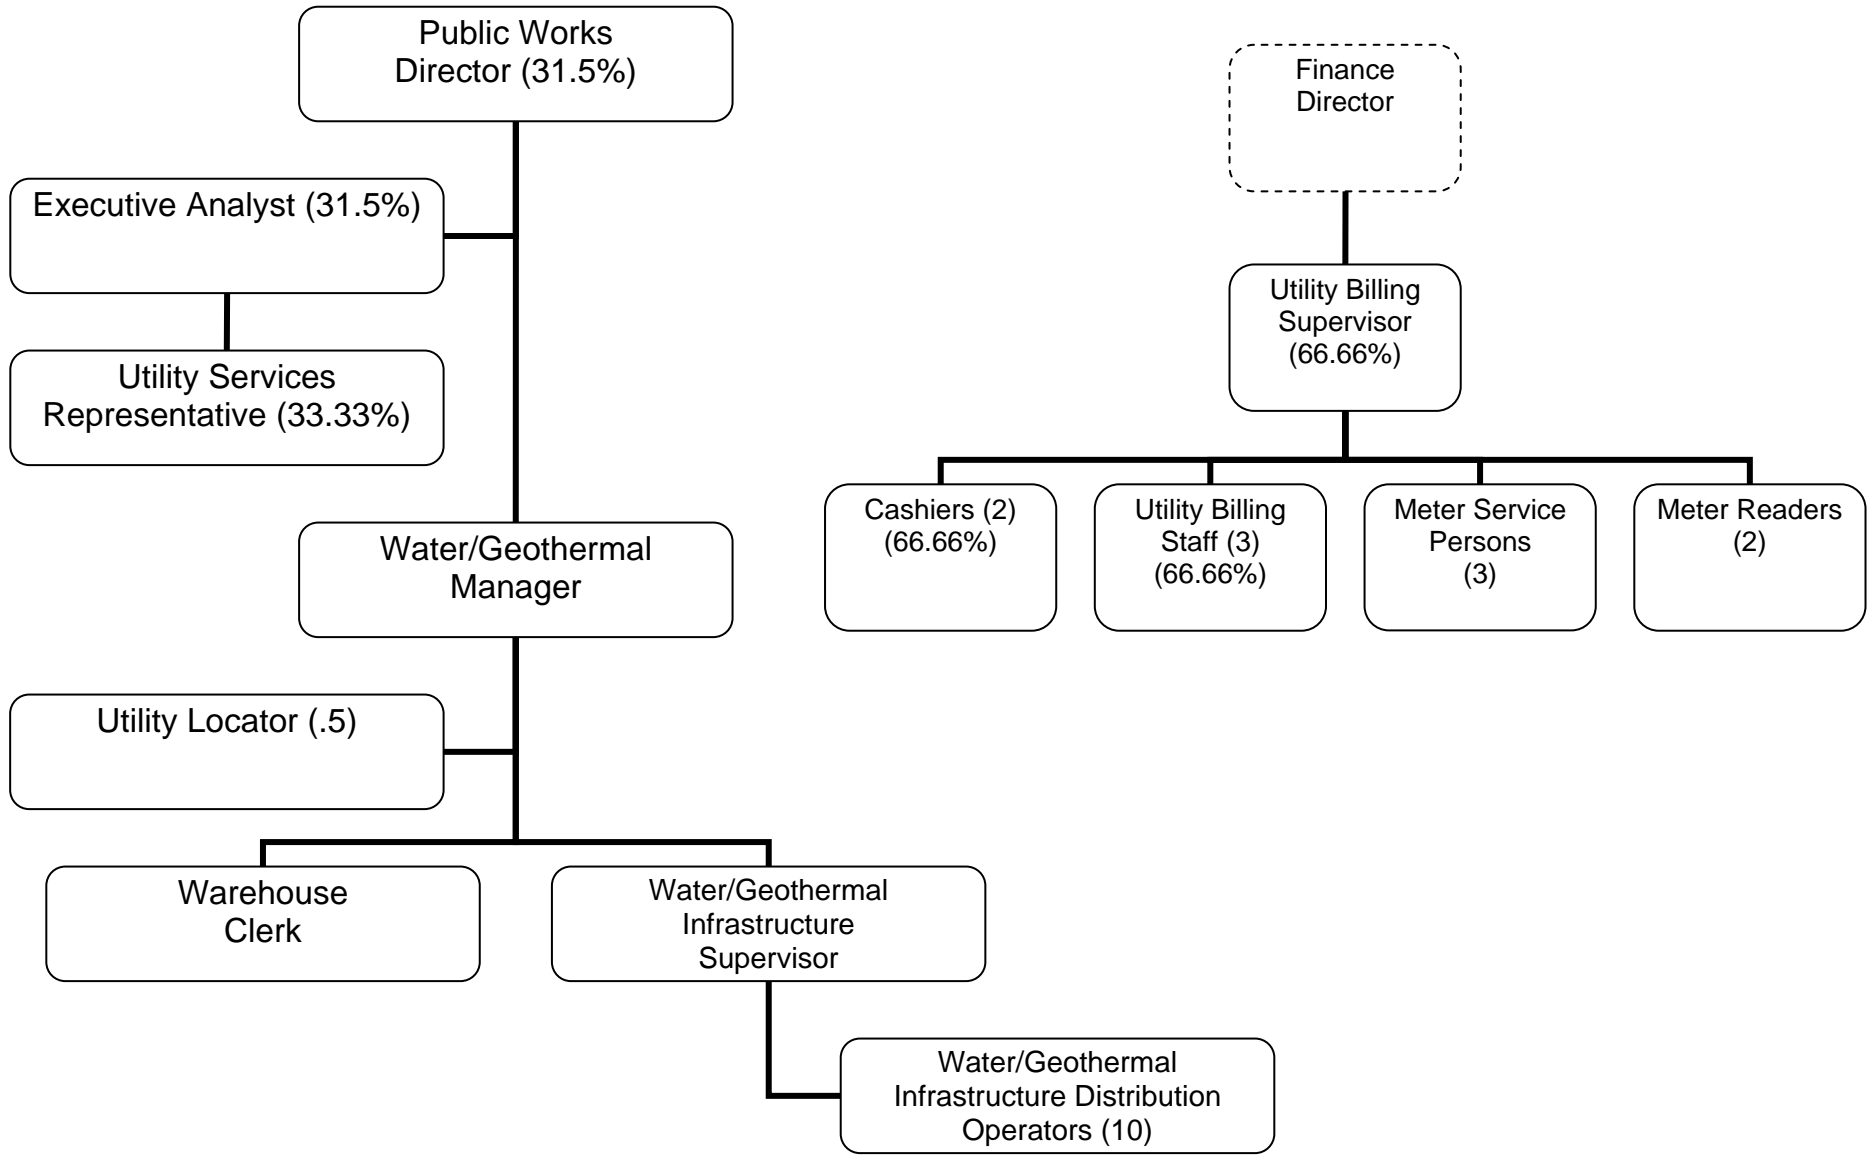 Public Works
Director (31.5%)
Executive Analyst (31.5%)
Utility Services
Representative (33.33%)
Water/Geothermal
Manager
Utility Locator (.5)
Warehouse
Clerk
Water/Geothermal
Infrastructure
Supervisor
Water/Geothermal
Infrastructure Distribution
Operators (10)
Finance
Director
Utility Billing
Supervisor
(66.66%)
Cashiers (2)
(66.66%)
Utility Billing
Staff (3)
(66.66%)
Meter Service
Persons
(3)
Meter Readers
(2)